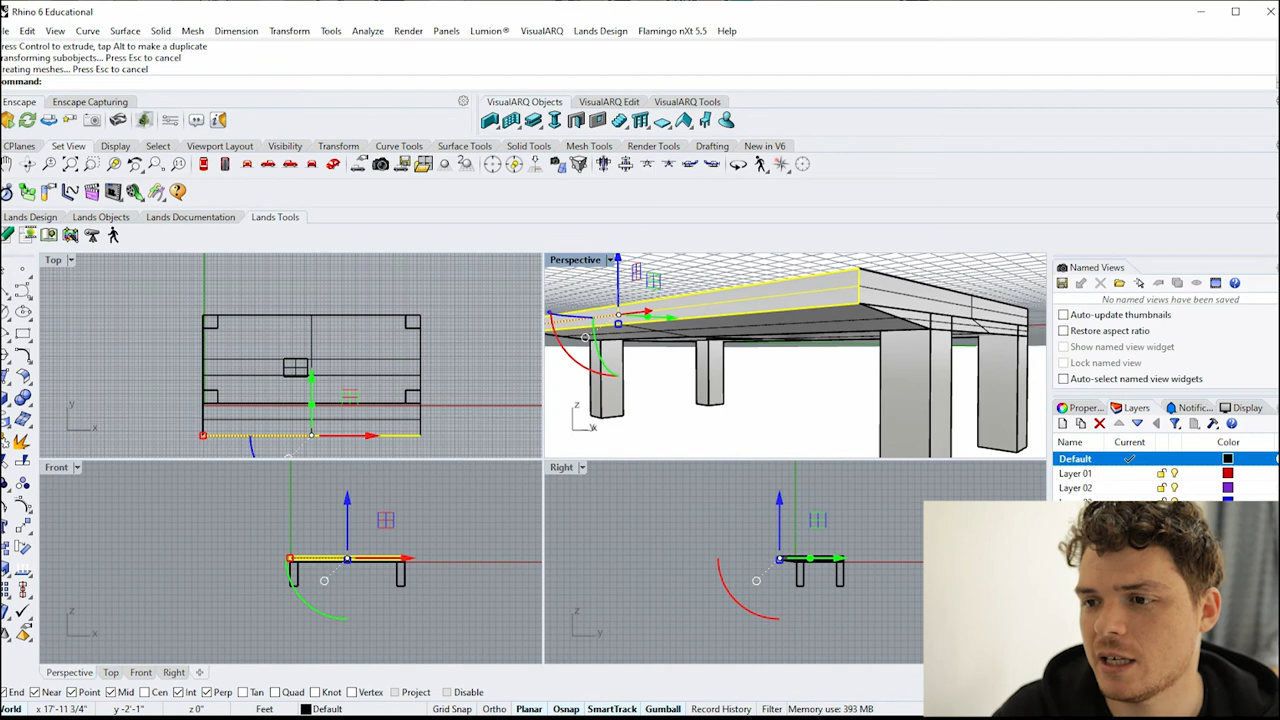 Rhino 6 Educational
le Edit View Curve Surface Solid Mesh Dimension Transform Tools Analyze Render Panels Lumion® VisualARQ Lands Design Flamingo nXt 5.5 Help
ress Control to extrude, tap Alt to make a duplicate
ransforming subobjects... Press Esc to cancel
reating meshes... Press Esc to cancel
ommand:
Enscape Enscape Capturing VisualARQ Objects VisualARQ Edit VisualARQ Tools
CPlanes Set View Display Select Viewport Layout Visibility Transform Curve Tools Surface Tools Solid Tools Mesh Tools Render Tools Drafting New in V6
Lands Design Lands Objects Lands Documentation Lands Tools
Top
Perspective
Named Views
No named views have been saved
Auto-update thumbnails
Restore aspect ratio
Show named view widget
Lock named view
Auto-select named view widgets
y
x
z
x
y
Proper... Layers Notific... Display
Name Current Color
Default
Layer 01
Layer 02
Front
Right
z
x
z
y
Perspective Top Front Right
End Near Point Mid Cen Int Perp Tan Quad Knot Vertex Project Disable
World x 17'-11 3/4" y -2'-1" z 0" Feet Default Grid Snap Ortho Planar Osnap SmartTrack Gumball Record History Filter Memory use: 393 MB